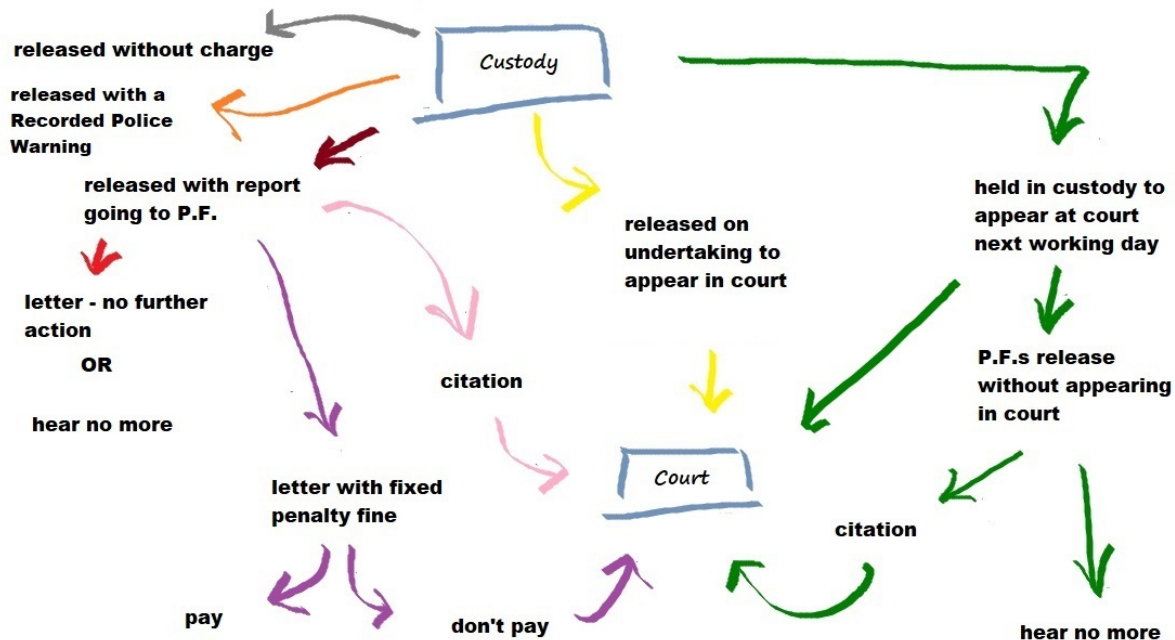 Custody
released without charge
released with a
Recorded Police
Warning
released with report
going to P.F.
letter - no further
action
OR
hear no more
letter with fixed
penalty fine
pay
don't pay
citation
released on
undertaking to
appear in court
Court
held in custody to
appear at court
next working day
P.F.s release
without appearing
in court
citation
hear no more